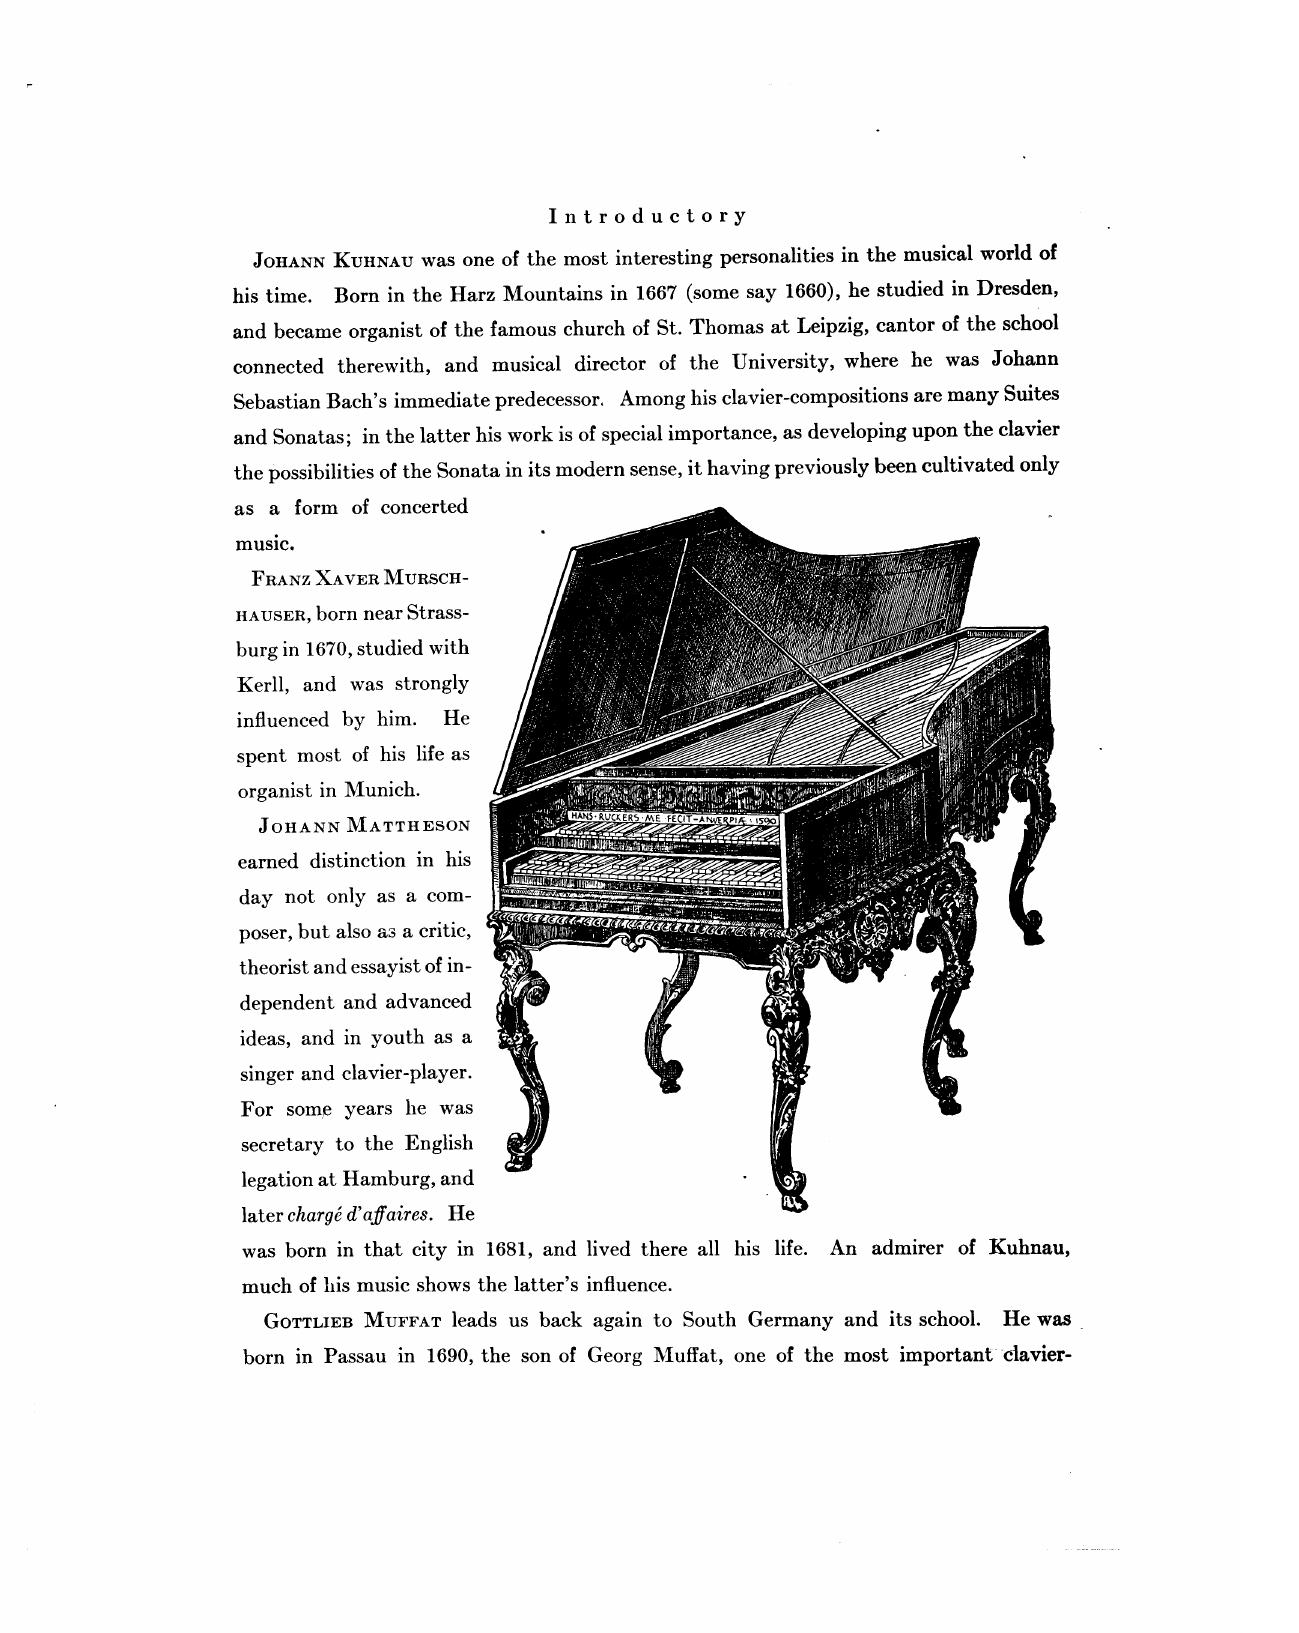 Introductory
JOHANN KUHNAU was one of the most interesting personalities in the musical world of
his time. Born in the Harz Mountains in 1667 (some say 1660), he studied in Dresden,
and became organist of the famous church of St. Thomas at Leipzig, cantor of the school
connected therewith, and musical director of the University, where he was Johann
Sebastian Bach's immediate predecessor. Among his clavier-compositions are many Suites
and Sonatas; in the latter his work is of special importance, as developing upon the clavier
the possibilities of the Sonata in its modern sense, it having previously been cultivated only
as a form of concerted
music.
FRANZ XAVER MURSCH-
HAUSER, born near Strass-
burg in 1670, studied with
Kerll, and was strongly
influenced by him. He
spent most of his life as
organist in Munich.
JOHANN MATTHESON
earned distinction in his
day not only as a com-
poser, but also as a critic,
theorist and essayist of in-
dependent and advanced
ideas, and in youth as a
singer and clavier-player.
For some years he was
secretary to the English
legation at Hamburg, and
later chargé d'affaires. He
was born in that city in 1681, and lived there all his life. An admirer of Kuhnau,
much of his music shows the latter's influence.
GOTTLIEB MUFFAT leads us back again to South Germany and its school. He was
born in Passau in 1690, the son of Georg Muffat, one of the most important clavier-
HANS·RUCKERS·ME FECIT-ANVERPIÆ·1590